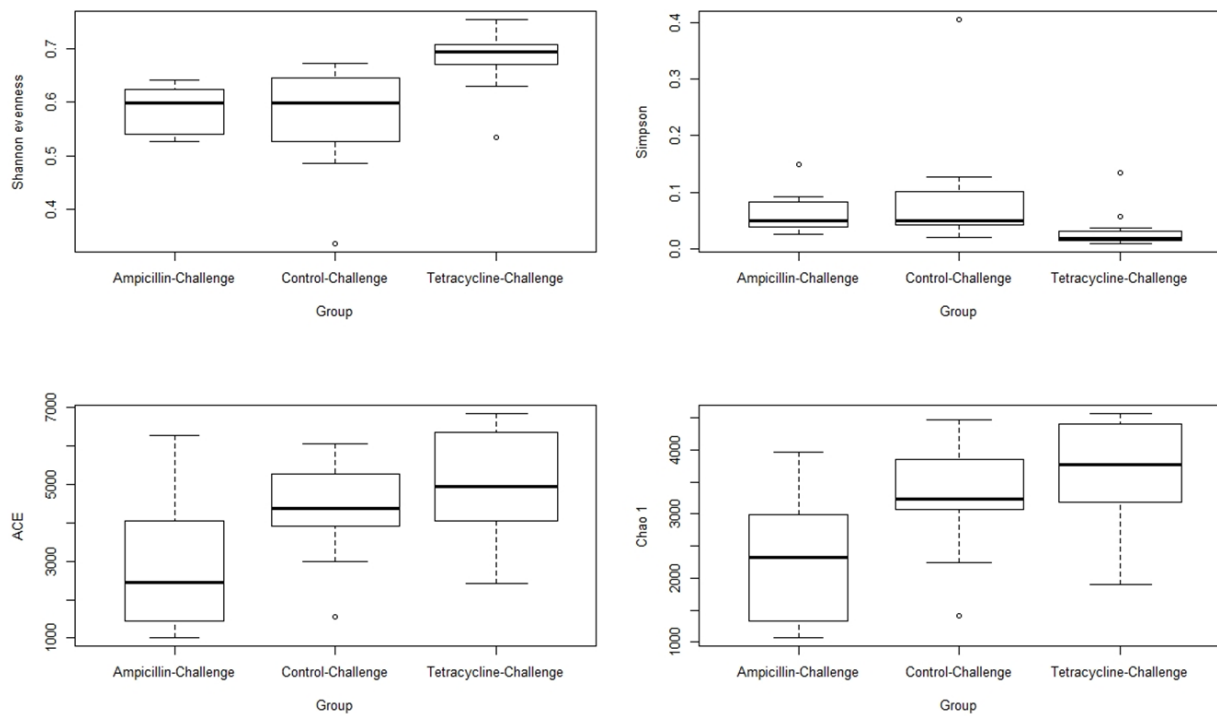 Shannon evenness
0.7
0.6
0.5
0.4
Ampicillin-Challenge Control-Challenge Tetracycline-Challenge
Group
Simpson
0.4
0.3
0.2
0.1
0.0
Ampicillin-Challenge Control-Challenge Tetracycline-Challenge
Group
ACE
7000
5000
3000
1000
Ampicillin-Challenge Control-Challenge Tetracycline-Challenge
Group
Chao 1
4000
3000
2000
1000
Ampicillin-Challenge Control-Challenge Tetracycline-Challenge
Group